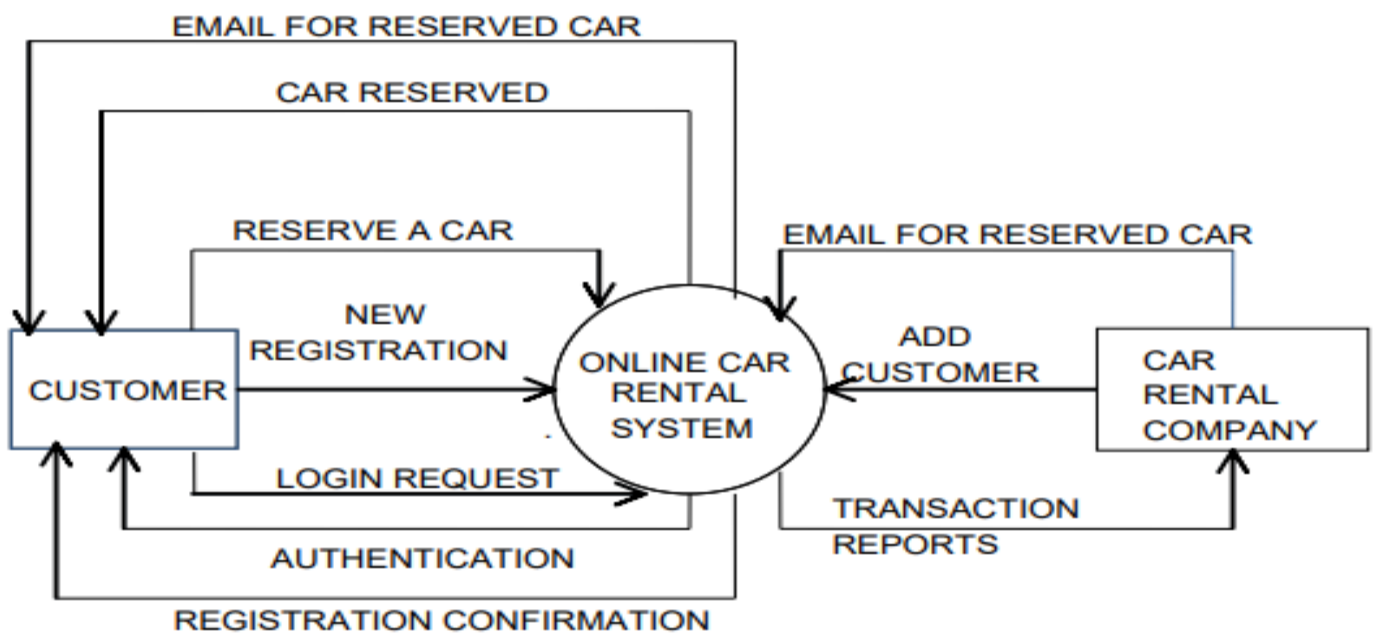 EMAIL FOR RESERVED CAR
CAR RESERVED
RESERVE A CAR
EMAIL FOR RESERVED CAR
NEW
REGISTRATION
ADD
CUSTOMER
CUSTOMER
ONLINE CAR
RENTAL
SYSTEM
CAR
RENTAL
COMPANY
LOGIN REQUEST
TRANSACTION
REPORTS
AUTHENTICATION
REGISTRATION CONFIRMATION